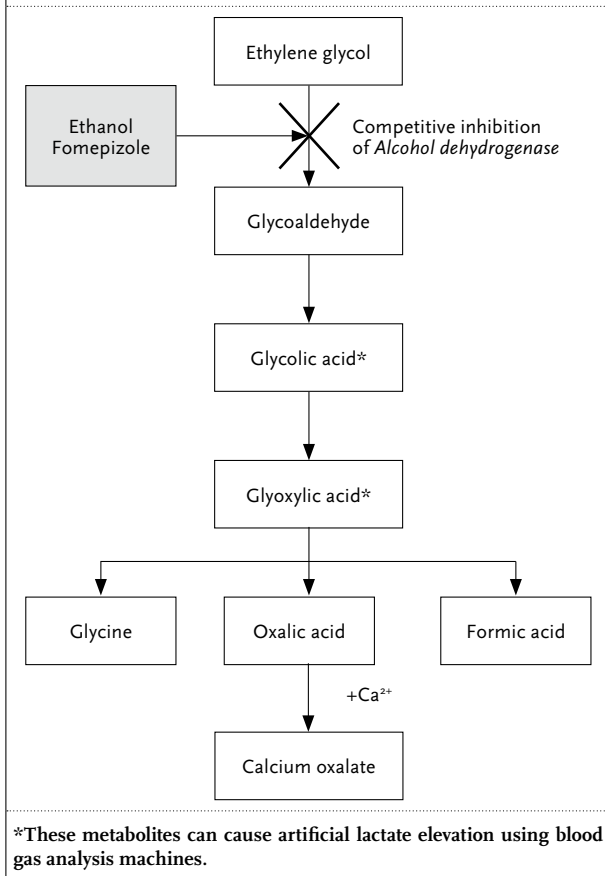 Ethylene glycol
Ethanol
Fomepizole
Competitive inhibition
of Alcohol dehydrogenase
Glycoaldehyde
Glycolic acid*
Glyoxylic acid*
Glycine
Oxalic acid
Formic acid
+Ca²⁺
Calcium oxalate
*These metabolites can cause artificial lactate elevation using blood
gas analysis machines.